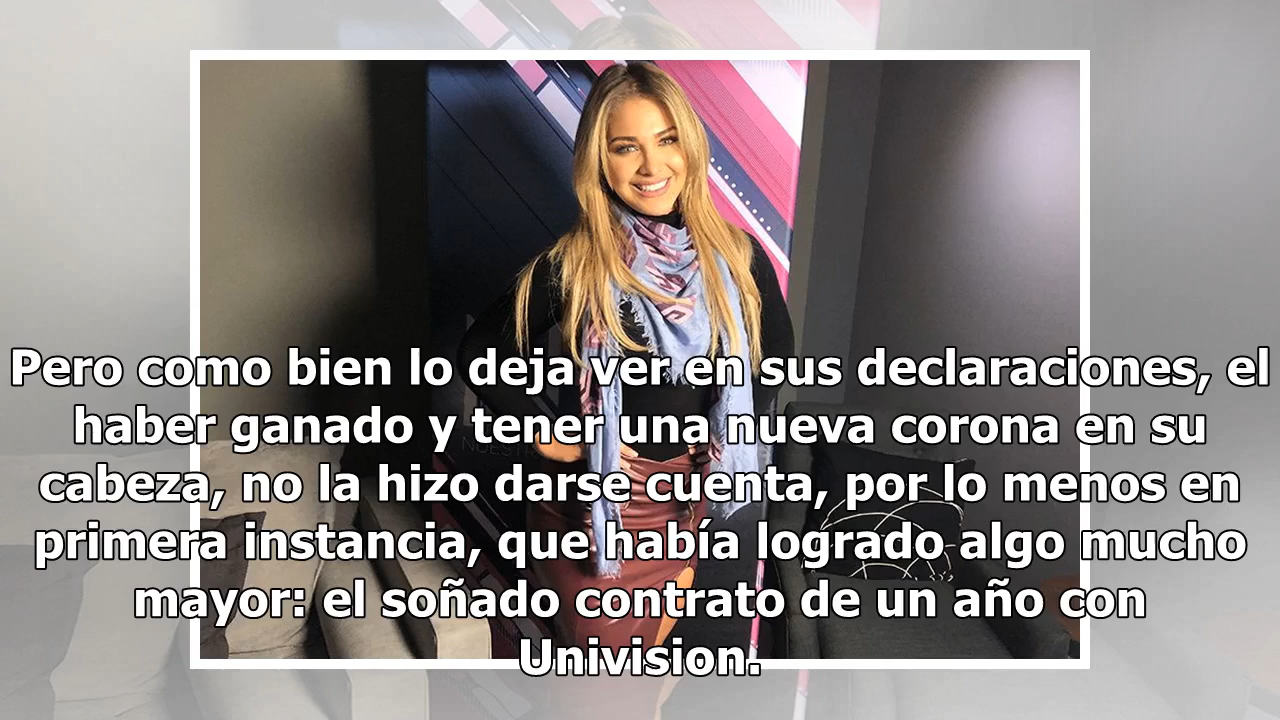 Pero como bien lo deja ver en sus declaraciones, el
haber ganado y tener una nueva corona en su
cabeza, no la hizo darse cuenta, por lo menos en
primera instancia, que había logrado algo mucho
mayor: el soñado contrato de un año con
Univision.